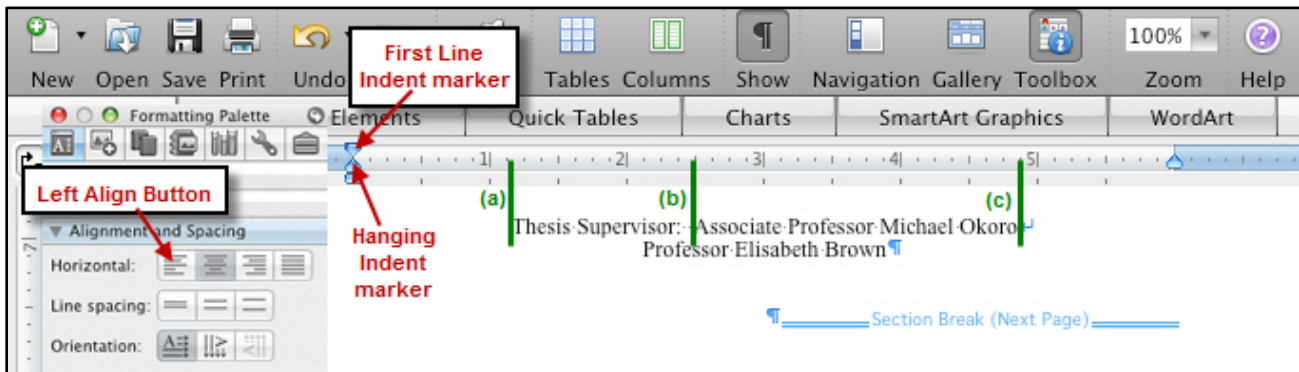 First Line
Indent marker
100%
New Open Save Print Undo Tables Columns Show Navigation Gallery Toolbox Zoom Help
Formatting Palette Elements Quick Tables Charts SmartArt Graphics WordArt
1 2 3 4 5
Left Align Button
(a) (b) (c)
Thesis Supervisor: Associate Professor Michael Okoro
Professor Elisabeth Brown¶
Alignment and Spacing
Hanging
Indent
marker
Horizontal:
Line spacing:
Orientation:
¶ Section Break (Next Page)